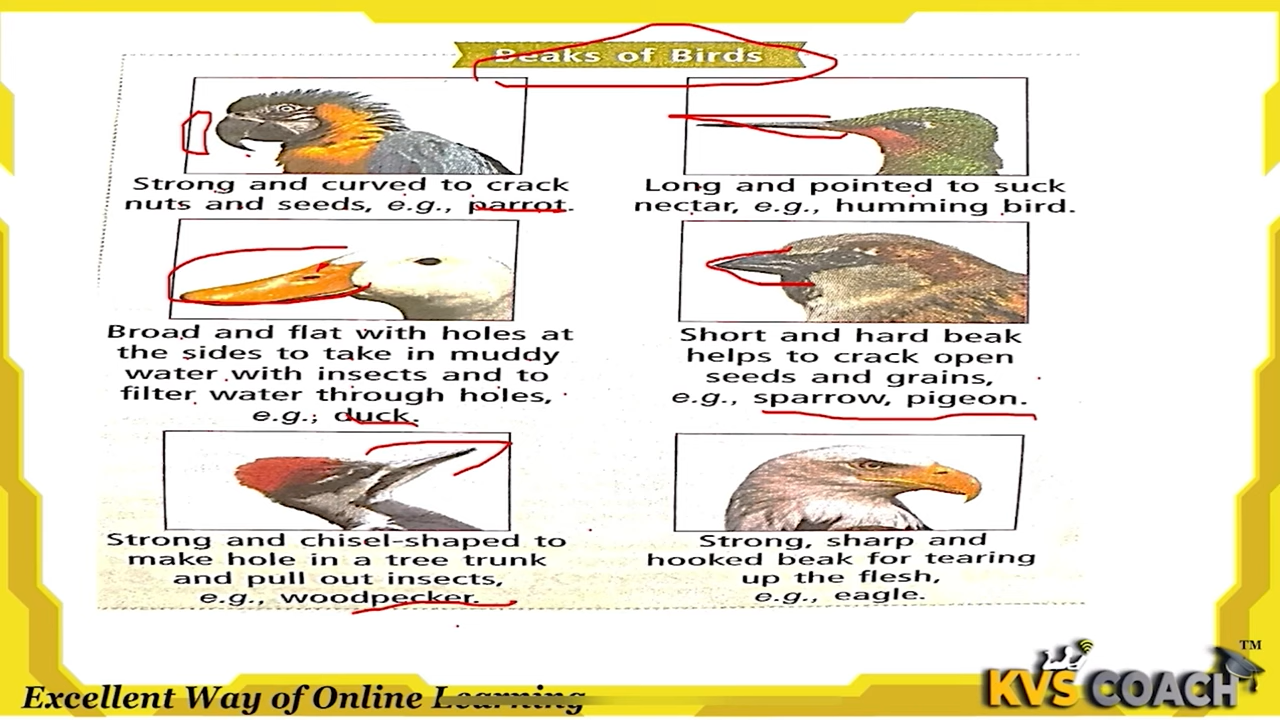 Beaks of Birds
Strong and curved to crack
nuts and seeds, e.g., parrot.
Long and pointed to suck
nectar, e.g., humming bird.
Broad and flat with holes at
the sides to take in muddy
water with insects and to
filter water through holes,
e.g.; duck.
Short and hard beak
helps to crack open
seeds and grains,
e.g., sparrow, pigeon.
Strong and chisel-shaped to
make hole in a tree trunk
and pull out insects,
e.g., woodpecker.
Strong, sharp and
hooked beak for tearing
up the flesh,
e.g., eagle.
Excellent Way of Online Learning
KVS COACH TM